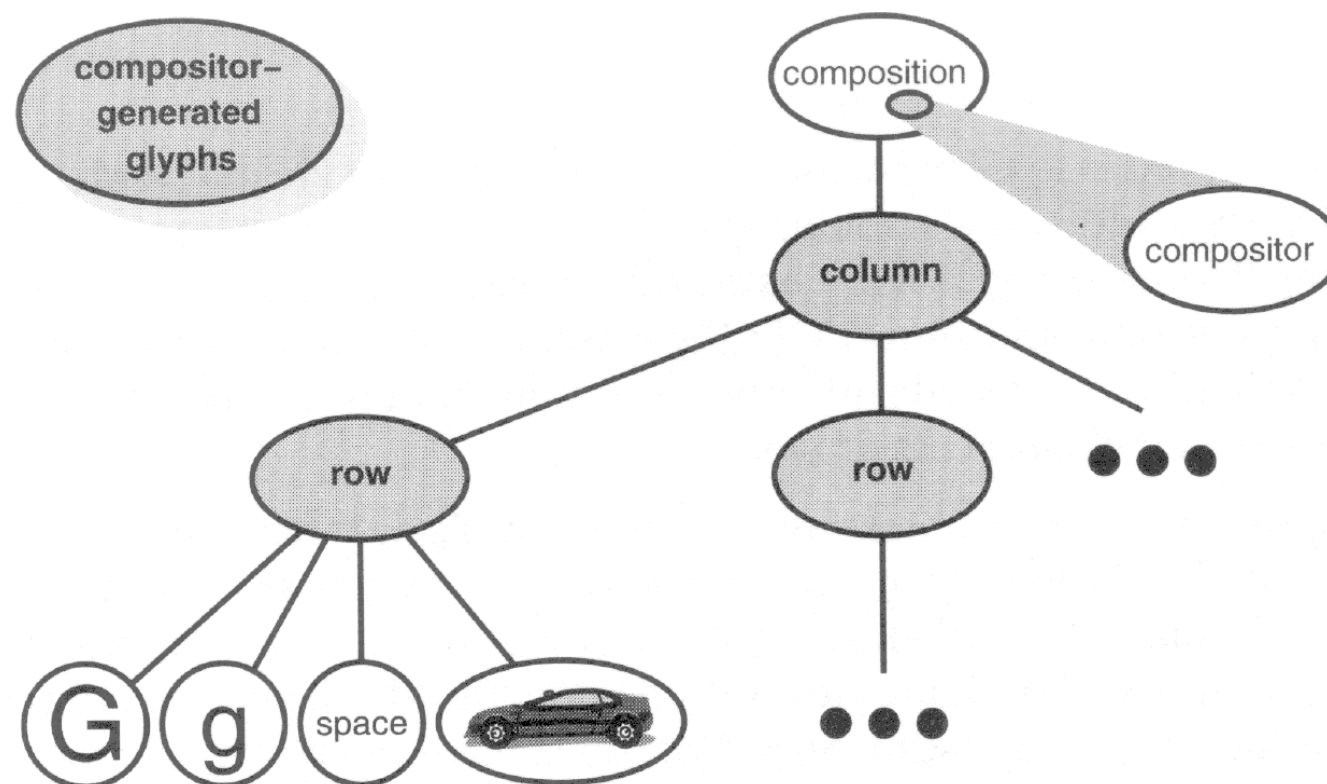 compositor–
generated
glyphs
composition
compositor
column
row
row
G
g
space